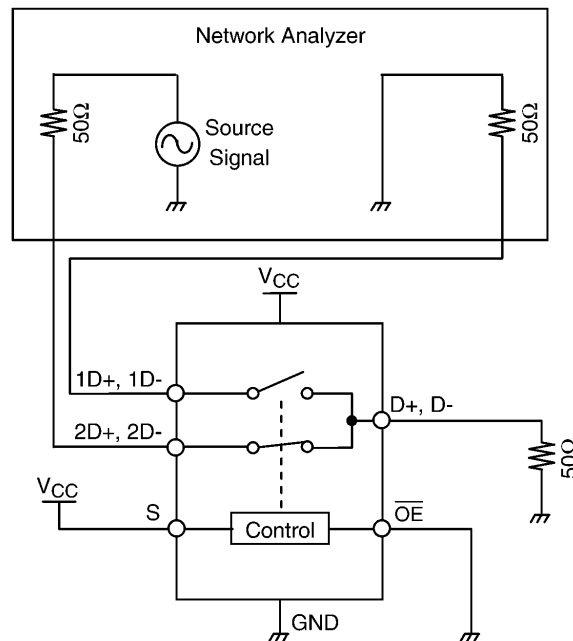 Network Analyzer
50Ω
Source
Signal
50Ω
VCC
1D+, 1D-
D+, D-
2D+, 2D-
50Ω
VCC
S
Control
OE
GND